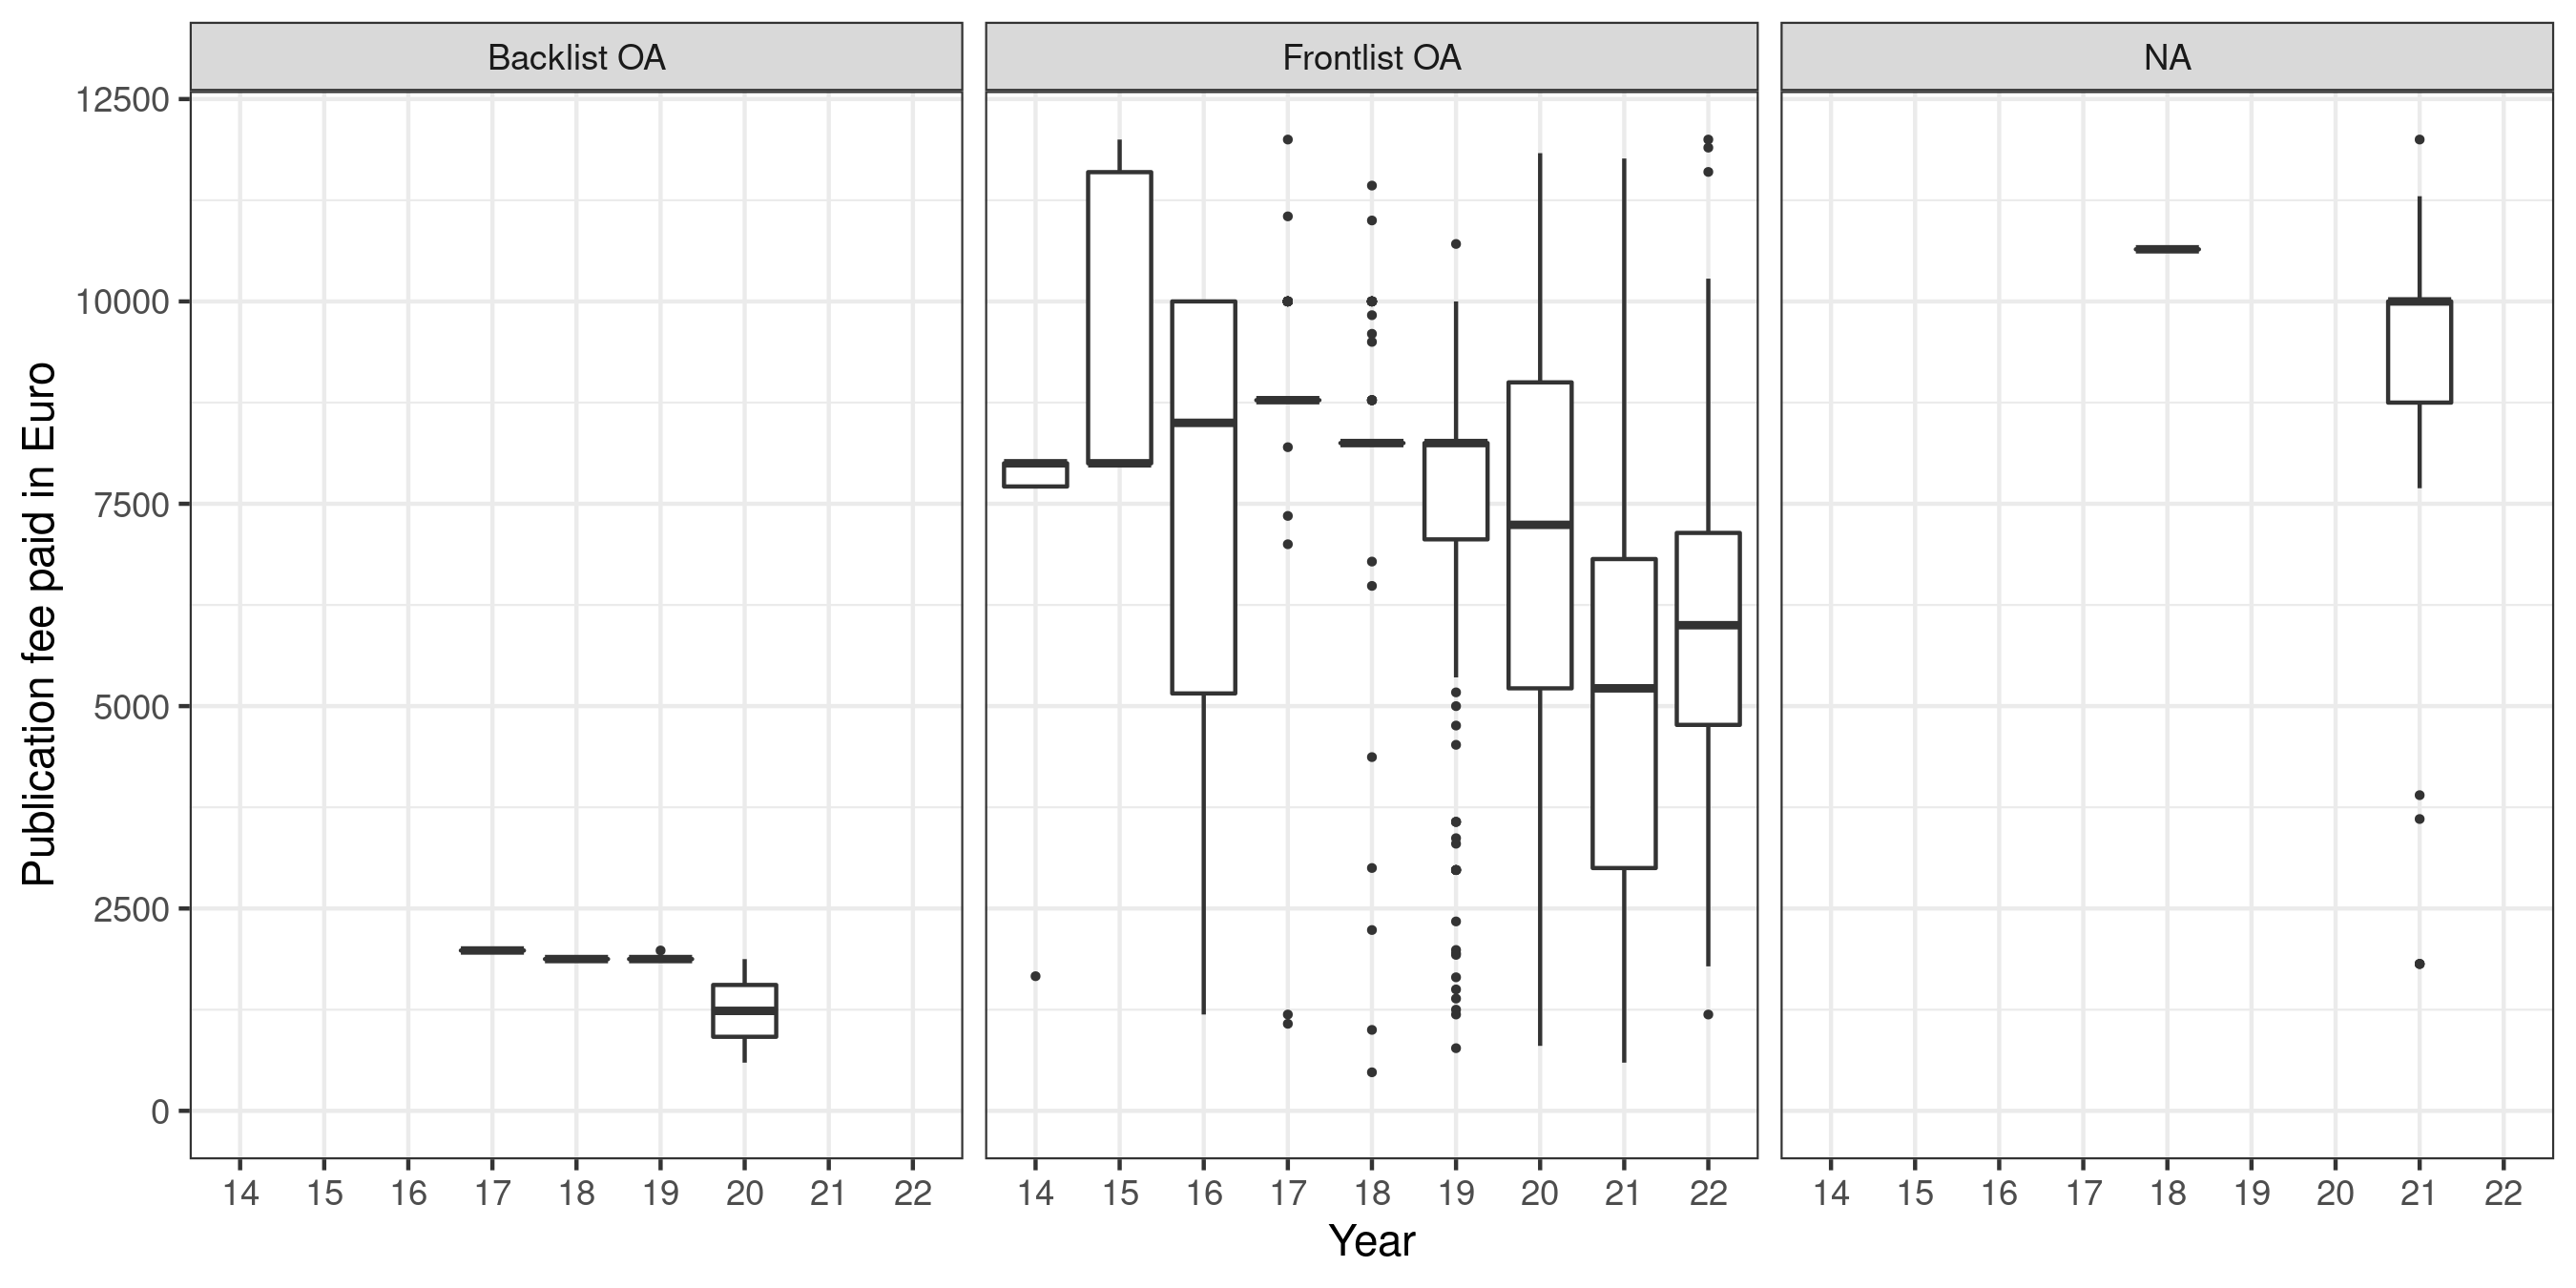 Backlist OA Frontlist OA NA
Publication fee paid in Euro
12500
10000
7500
5000
2500
0
14 15 16 17 18 19 20 21 22 14 15 16 17 18 19 20 21 22 14 15 16 17 18 19 20 21 22
Year